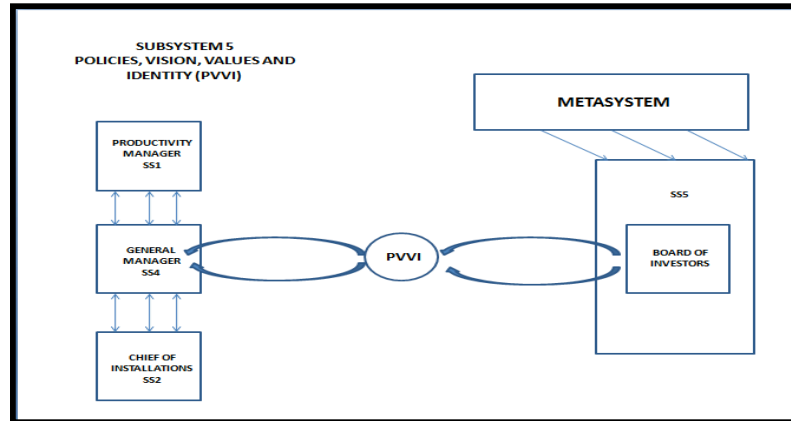 SUBSYSTEM 5
POLICIES, VISION, VALUES AND
IDENTITY (PVVI)
METASYSTEM
PRODUCTIVITY
MANAGER
SS1
SS5
GENERAL
MANAGER
SS4
PVVI
BOARD OF
INVESTORS
CHIEF OF
INSTALLATIONS
SS2